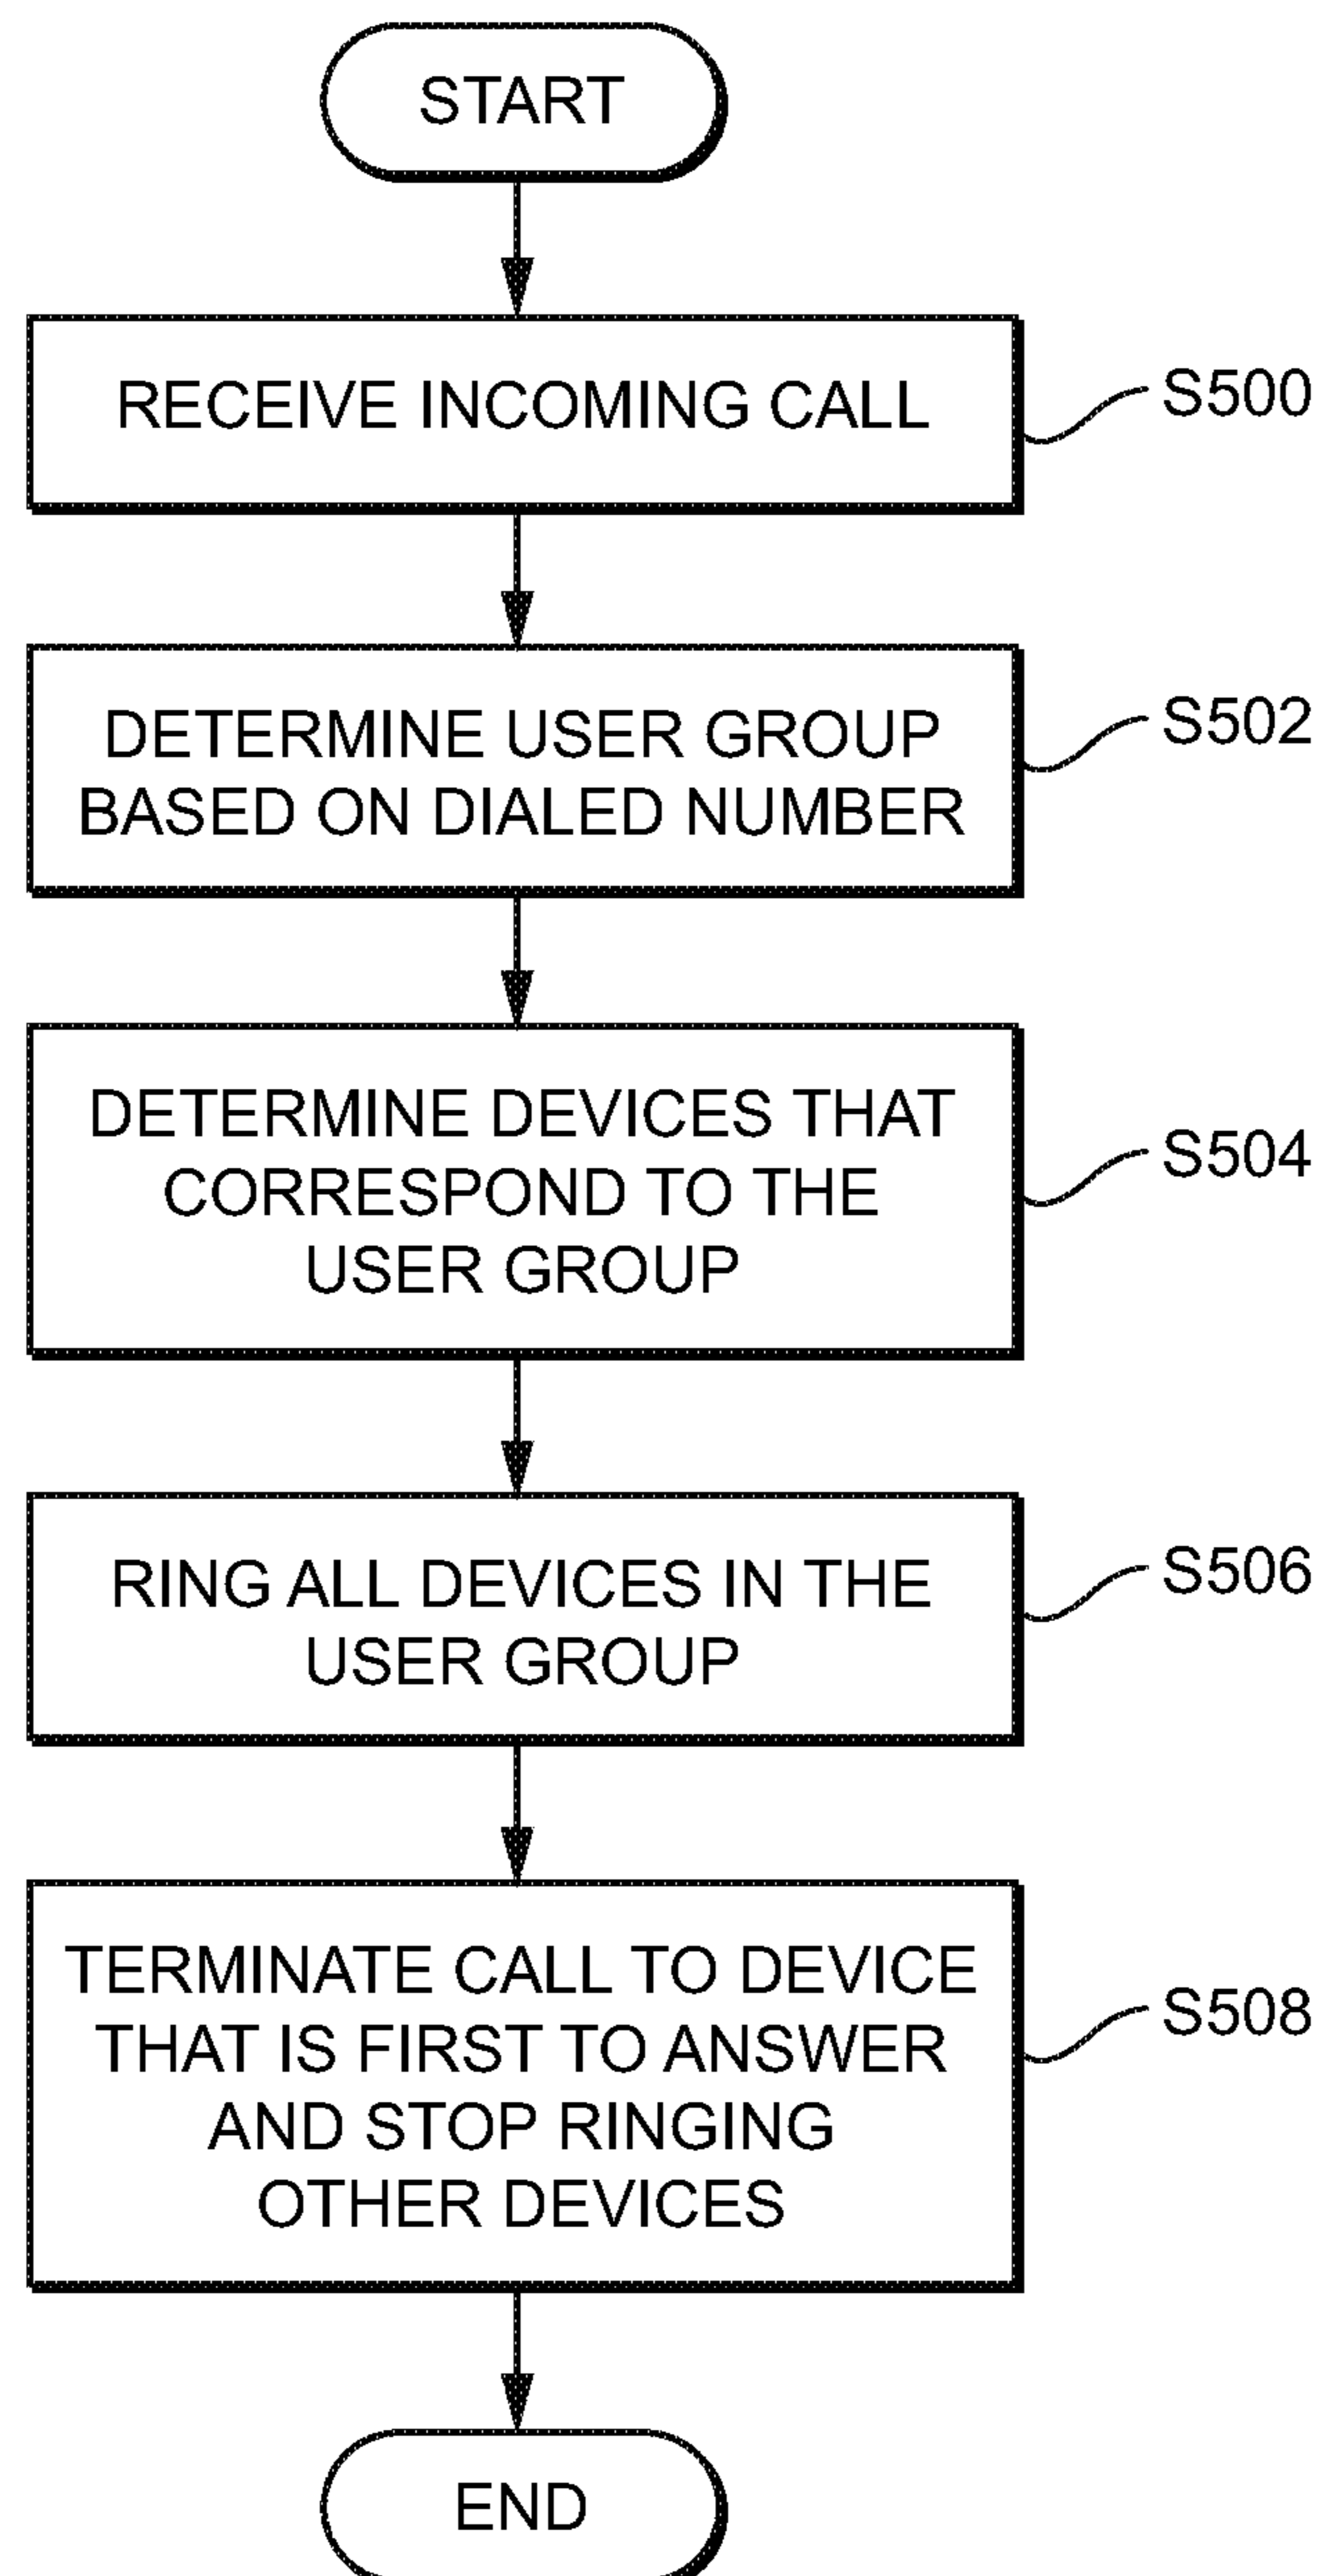 START
RECEIVE INCOMING CALL
S500
DETERMINE USER GROUP
BASED ON DIALED NUMBER
S502
DETERMINE DEVICES THAT
CORRESPOND TO THE
USER GROUP
S504
RING ALL DEVICES IN THE
USER GROUP
S506
TERMINATE CALL TO DEVICE
THAT IS FIRST TO ANSWER
AND STOP RINGING
OTHER DEVICES
S508
END